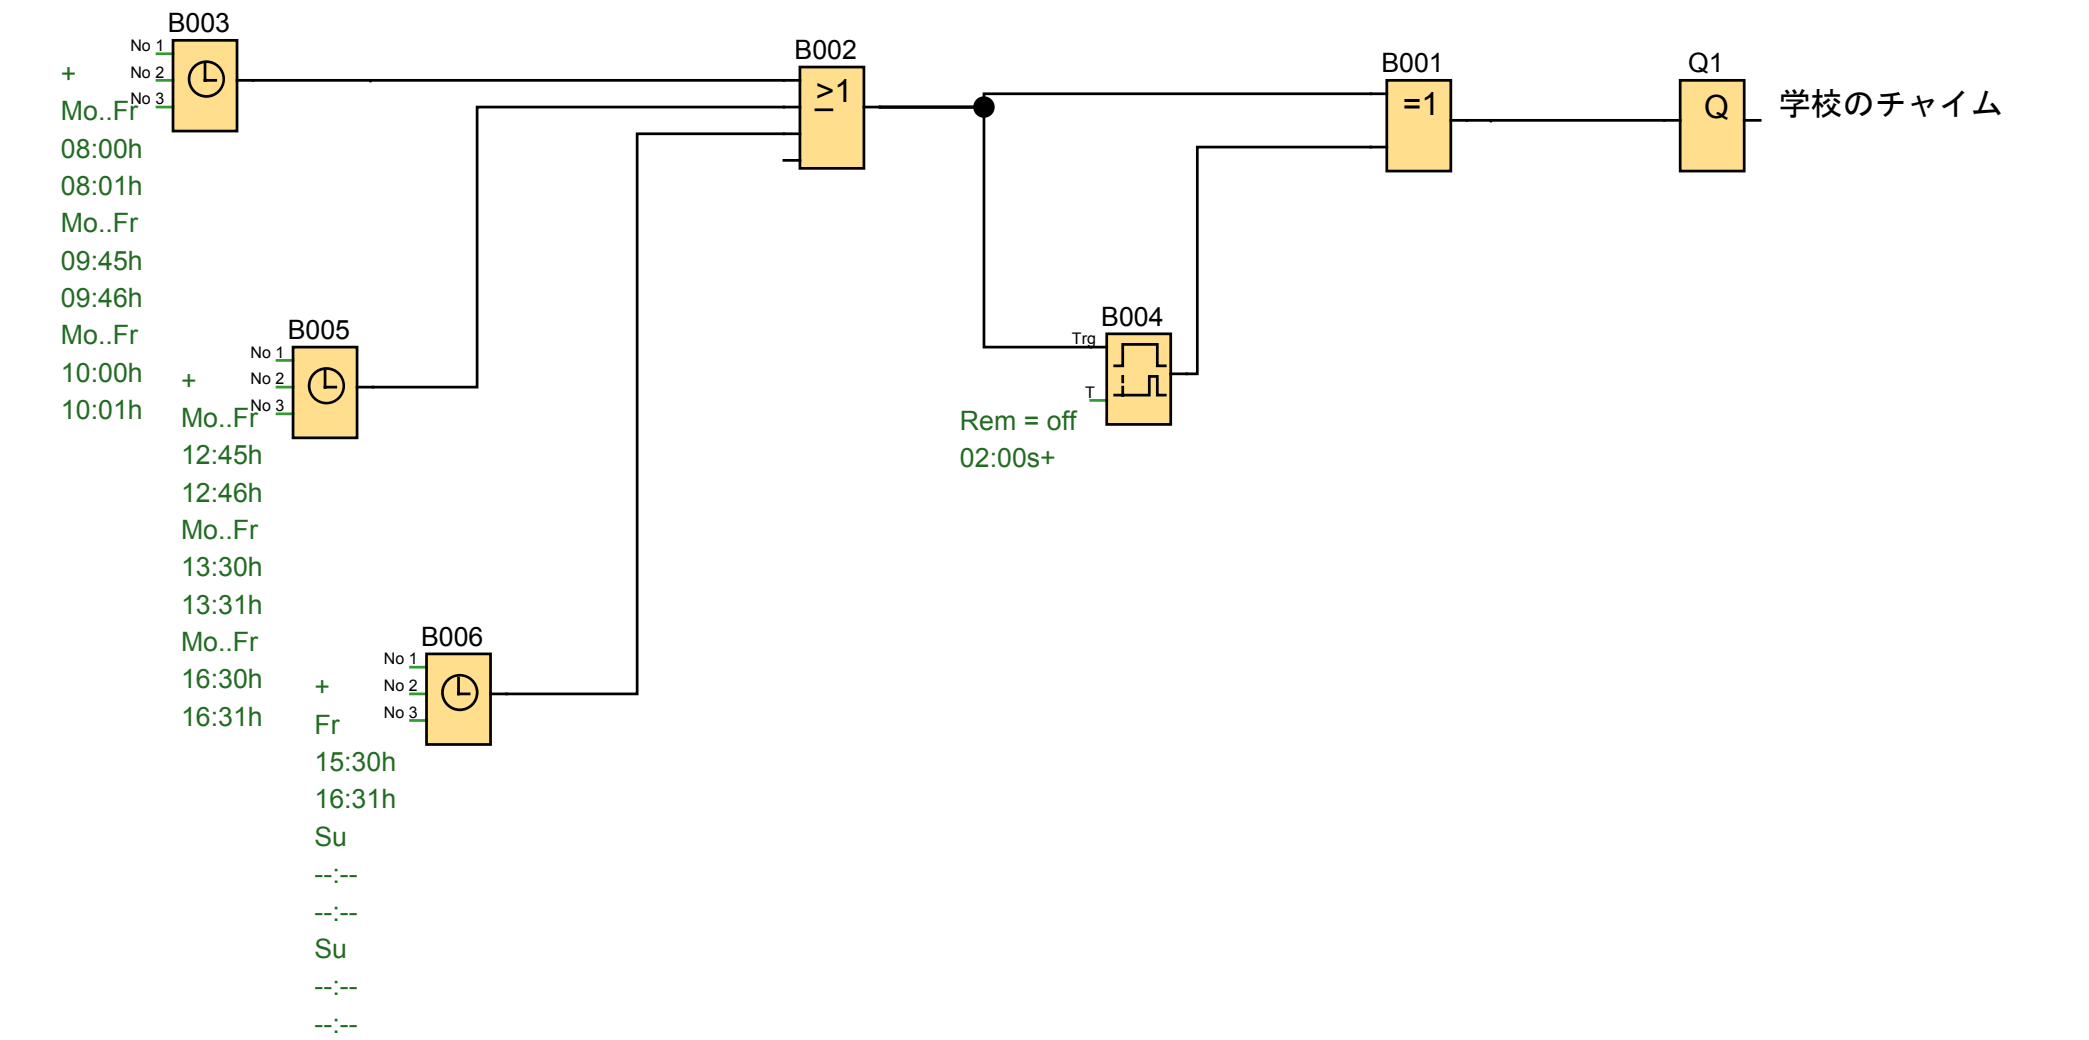 B003
No 1
No 2
No 3
+
Mo..Fr
08:00h
08:01h
Mo..Fr
09:45h
09:46h
Mo..Fr
10:00h
10:01h
B005
No 1
No 2
No 3
+
Mo..Fr
12:45h
12:46h
Mo..Fr
13:30h
13:31h
Mo..Fr
16:30h
16:31h
B006
No 1
No 2
No 3
+
Fr
15:30h
16:31h
Su
--:--
--:--
Su
--:--
--:--
B002
≥1
B004
Trg
T
Rem = off
02:00s+
B001
=1
Q1
Q
学校のチャイム